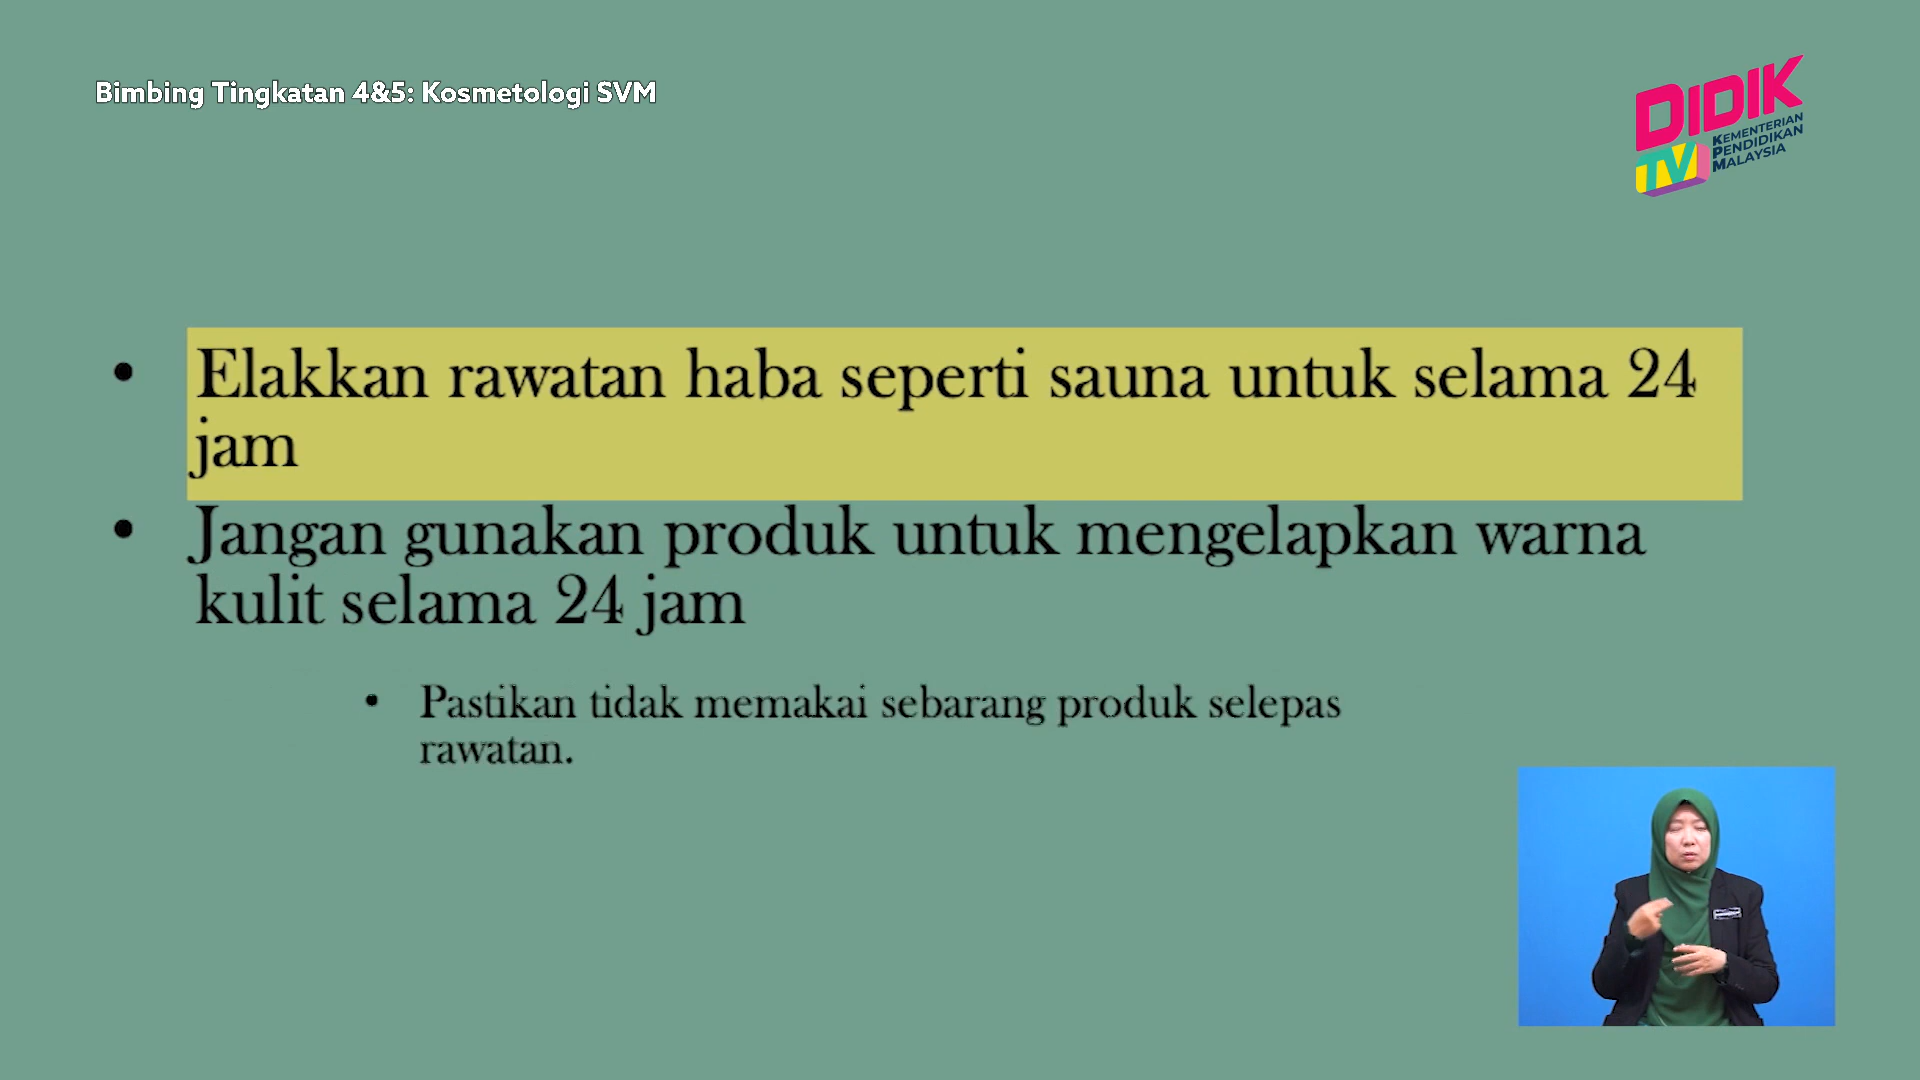 Bimbing Tingkatan 4&5: Kosmetologi SVM
DIDIK
TV
KEMENTERIAN
PENDIDIKAN
MALAYSIA
• Elakkan rawatan haba seperti sauna untuk selama 24
jam
• Jangan gunakan produk untuk mengelapkan warna
kulit selama 24 jam
• Pastikan tidak memakai sebarang produk selepas
rawatan.